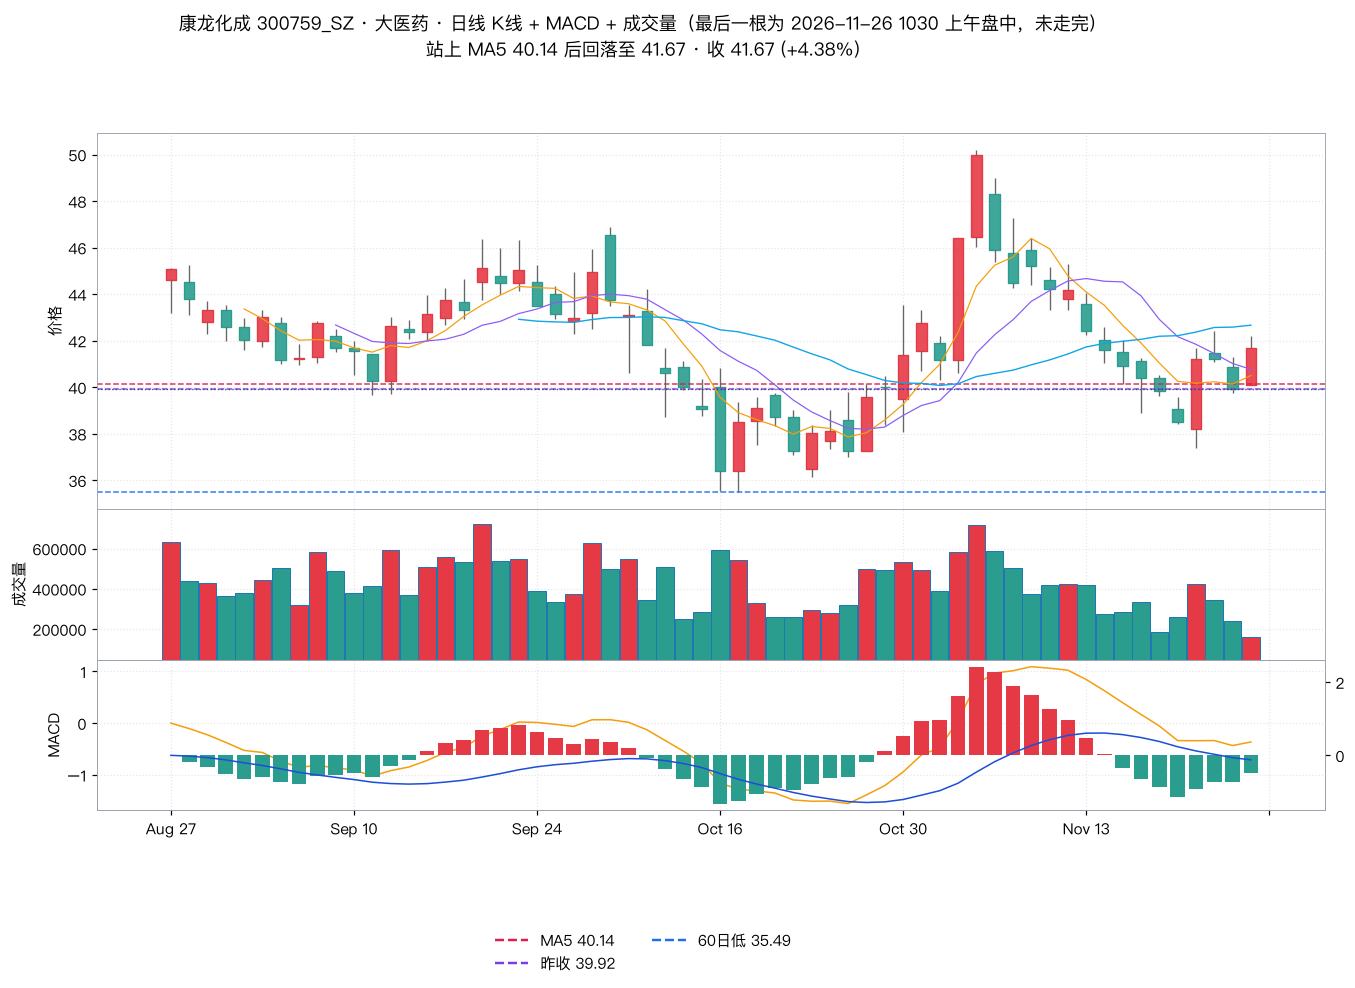 康龙化成 300759_SZ · 大医药 · 日线 K线 + MACD + 成交量（最后一根为 2026-11-26 1030 上午盘中，未走完）
站上 MA5 40.14 后回落至 41.67 · 收 41.67 (+4.38%)
价格
50
48
46
44
42
40
38
36
成交量
600000
400000
200000
MACD
1
0
−1
2
0
Aug 27
Sep 10
Sep 24
Oct 16
Oct 30
Nov 13
MA5 40.14
昨收 39.92
60日低 35.49